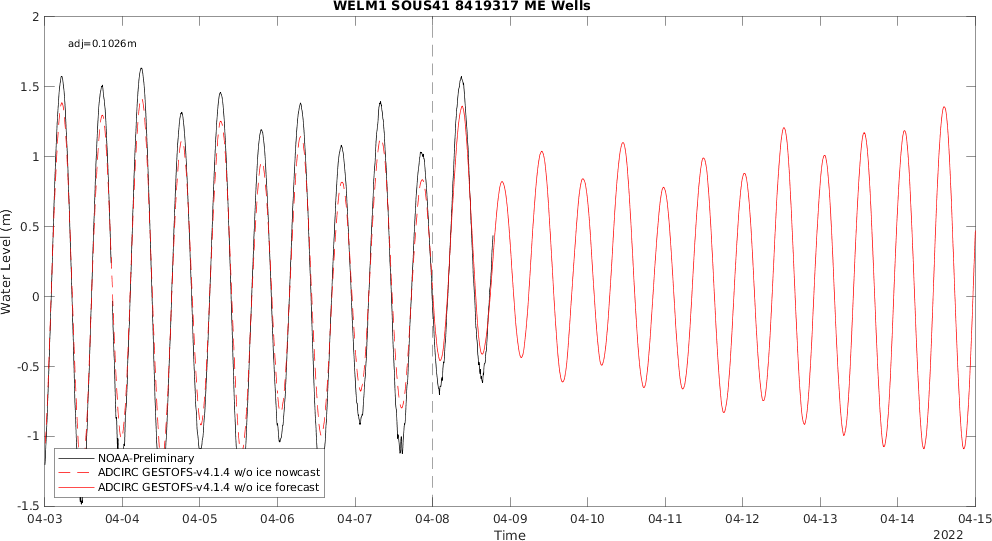 WELM1 SOUS41 8419317 ME Wells
adj=0.1026m
Water Level (m)
2
1.5
1
0.5
0
-0.5
-1
-1.5
NOAA-Preliminary
ADCIRC GESTOFS-v4.1.4 w/o ice nowcast
ADCIRC GESTOFS-v4.1.4 w/o ice forecast
04-03 04-04 04-05 04-06 04-07 04-08 04-09 04-10 04-11 04-12 04-13 04-14 04-15
Time
2022